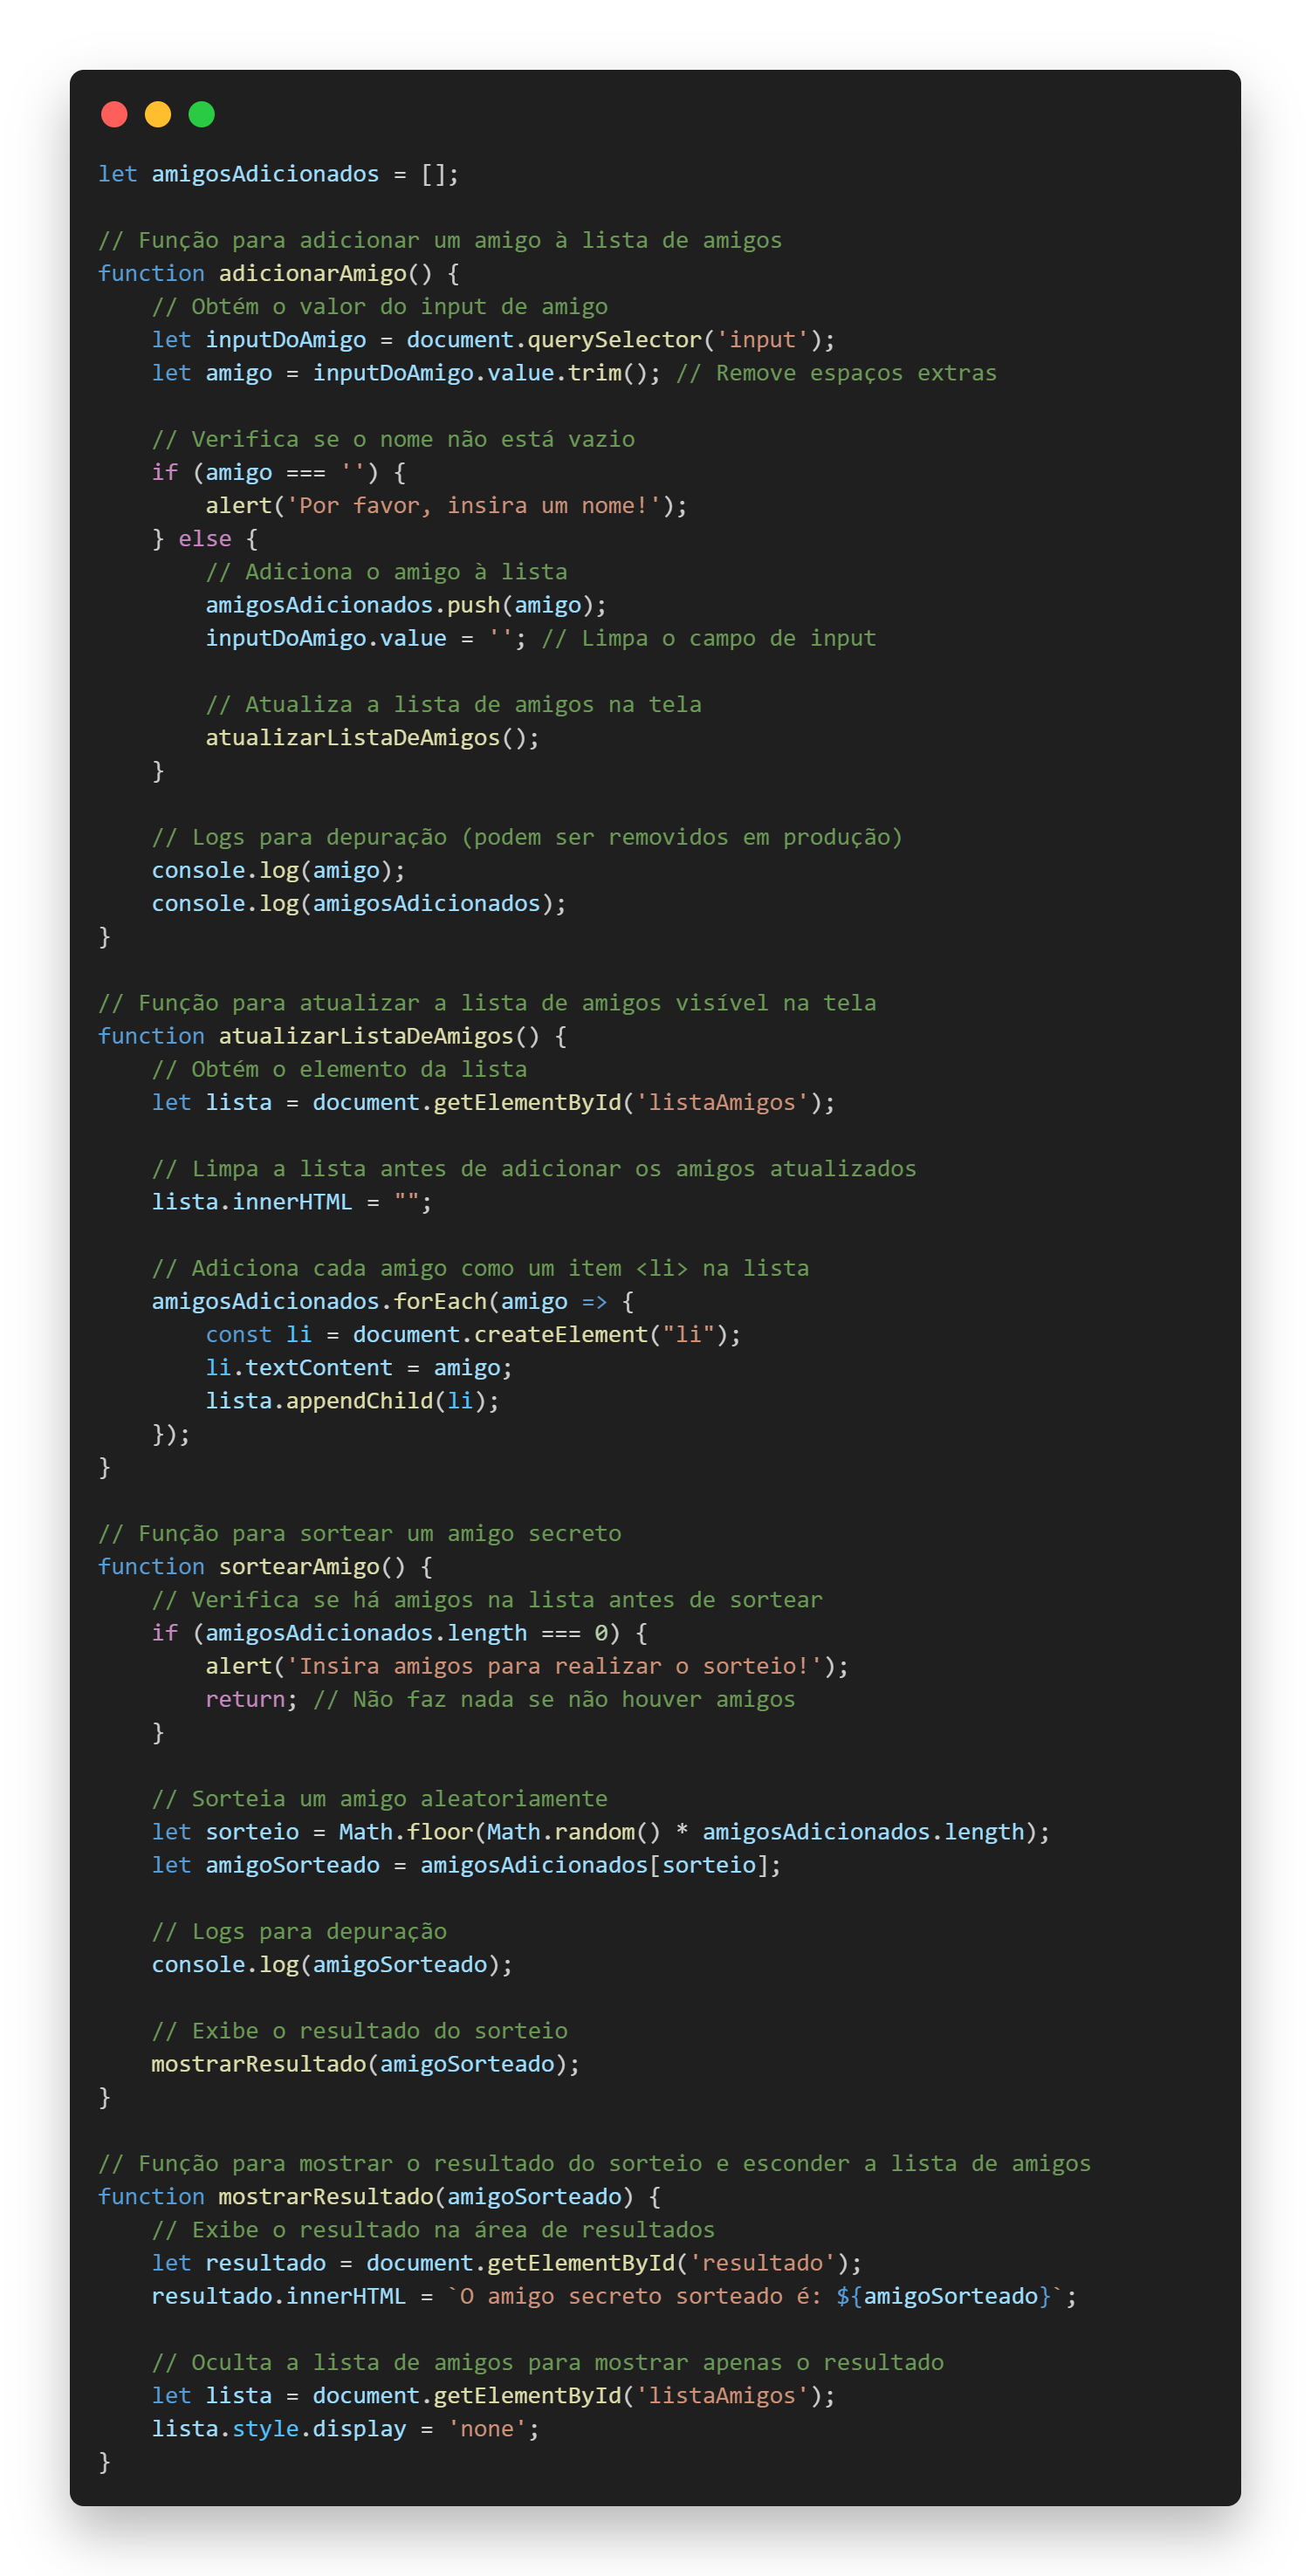 let amigosAdicionados = [];

// Função para adicionar um amigo à lista de amigos
function adicionarAmigo() {
    // Obtém o valor do input de amigo
    let inputDoAmigo = document.querySelector('input');
    let amigo = inputDoAmigo.value.trim(); // Remove espaços extras

    // Verifica se o nome não está vazio
    if (amigo === '') {
        alert('Por favor, insira um nome!');
    } else {
        // Adiciona o amigo à lista
        amigosAdicionados.push(amigo);
        inputDoAmigo.value = ''; // Limpa o campo de input

        // Atualiza a lista de amigos na tela
        atualizarListaDeAmigos();
    }

    // Logs para depuração (podem ser removidos em produção)
    console.log(amigo);
    console.log(amigosAdicionados);
}

// Função para atualizar a lista de amigos visível na tela
function atualizarListaDeAmigos() {
    // Obtém o elemento da lista
    let lista = document.getElementById('listaAmigos');

    // Limpa a lista antes de adicionar os amigos atualizados
    lista.innerHTML = "";

    // Adiciona cada amigo como um item <li> na lista
    amigosAdicionados.forEach(amigo => {
        const li = document.createElement("li");
        li.textContent = amigo;
        lista.appendChild(li);
    });
}

// Função para sortear um amigo secreto
function sortearAmigo() {
    // Verifica se há amigos na lista antes de sortear
    if (amigosAdicionados.length === 0) {
        alert('Insira amigos para realizar o sorteio!');
        return; // Não faz nada se não houver amigos
    }

    // Sorteia um amigo aleatoriamente
    let sorteio = Math.floor(Math.random() * amigosAdicionados.length);
    let amigoSorteado = amigosAdicionados[sorteio];

    // Logs para depuração
    console.log(amigoSorteado);

    // Exibe o resultado do sorteio
    mostrarResultado(amigoSorteado);
}

// Função para mostrar o resultado do sorteio e esconder a lista de amigos
function mostrarResultado(amigoSorteado) {
    // Exibe o resultado na área de resultados
    let resultado = document.getElementById('resultado');
    resultado.innerHTML = `O amigo secreto sorteado é: ${amigoSorteado}`;

    // Oculta a lista de amigos para mostrar apenas o resultado
    let lista = document.getElementById('listaAmigos');
    lista.style.display = 'none';
}